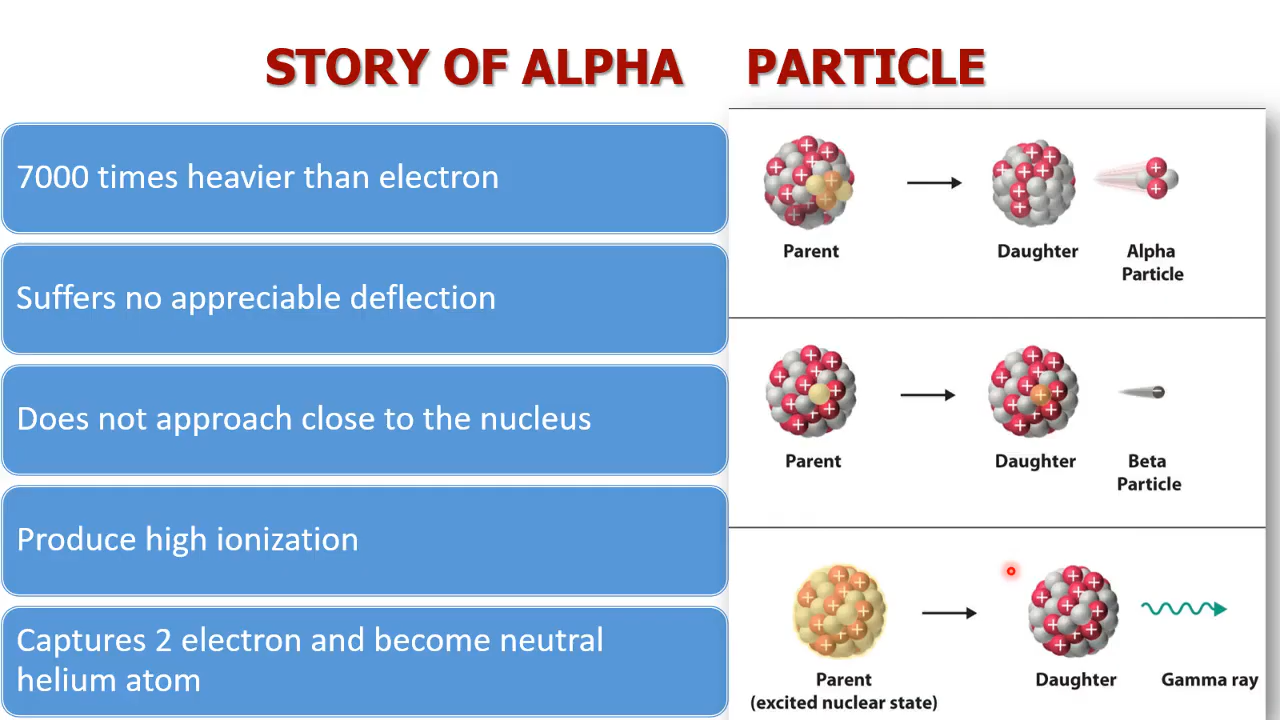 STORY OF ALPHA PARTICLE
7000 times heavier than electron
Suffers no appreciable deflection
Does not approach close to the nucleus
Produce high ionization
Captures 2 electron and become neutral
helium atom
Parent
Daughter
Alpha
Particle
Parent
Daughter
Beta
Particle
Parent
(excited nuclear state)
Daughter
Gamma ray